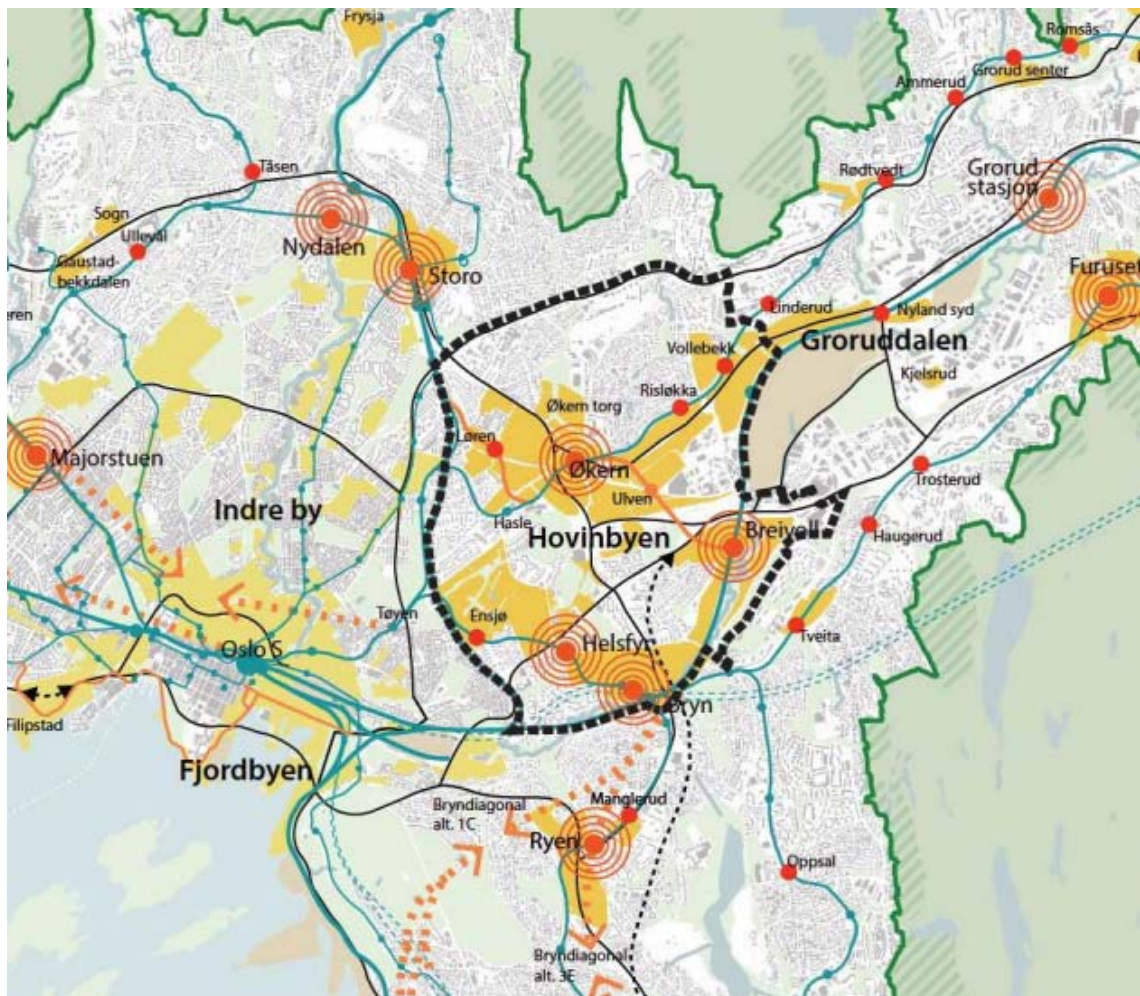 Frysja
Romsås
Grorud senter
Ammerud
Tåsen
Rødtvedt
Grorud
stasjon
Sogn
Ullevål
Nydalen
Gaustad-
bekkdalen
Storo
Furuset
eren
Linderud
Nyland syd
Vollebekk
Groruddalen
Kjelsrud
Risløkka
Økern torg
Løren
Majorstuen
Økern
Trosterud
Ulven
Indre by
Hasle
Hovinbyen
Breivoll
Haugerud
Tøyen
Ensjø
Helsfyr
Tveita
Oslo S
Bryn
Filipstad
Fjordbyen
Bryndiagonal
alt. 1C
Manglerud
Ryen
Oppsal
Bryndiagonal
alt. 3E